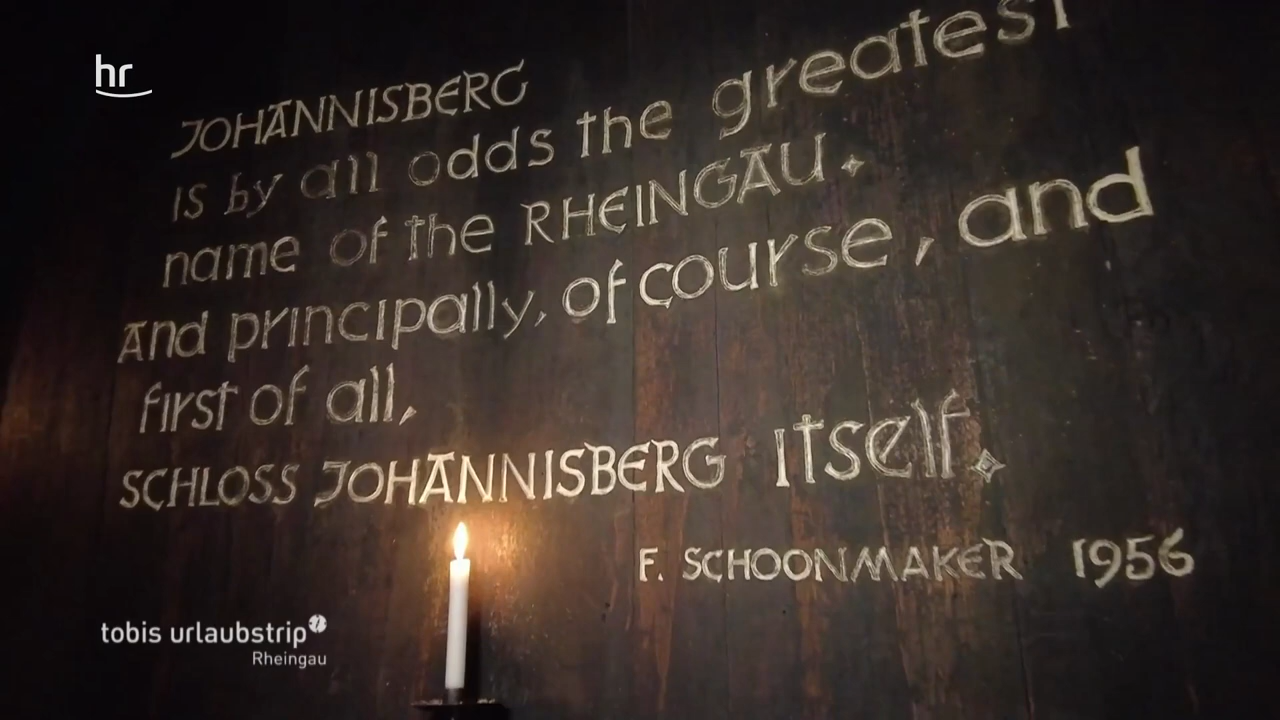 hr
JOHANNISBERG
is by all odds the greatest
name of the RHEINGAU.
And principally, of course, and
first of all,
SCHLOSS JOHANNISBERG itself.
F. SCHOONMAKER 1956
tobis urlaubstrip
Rheingau